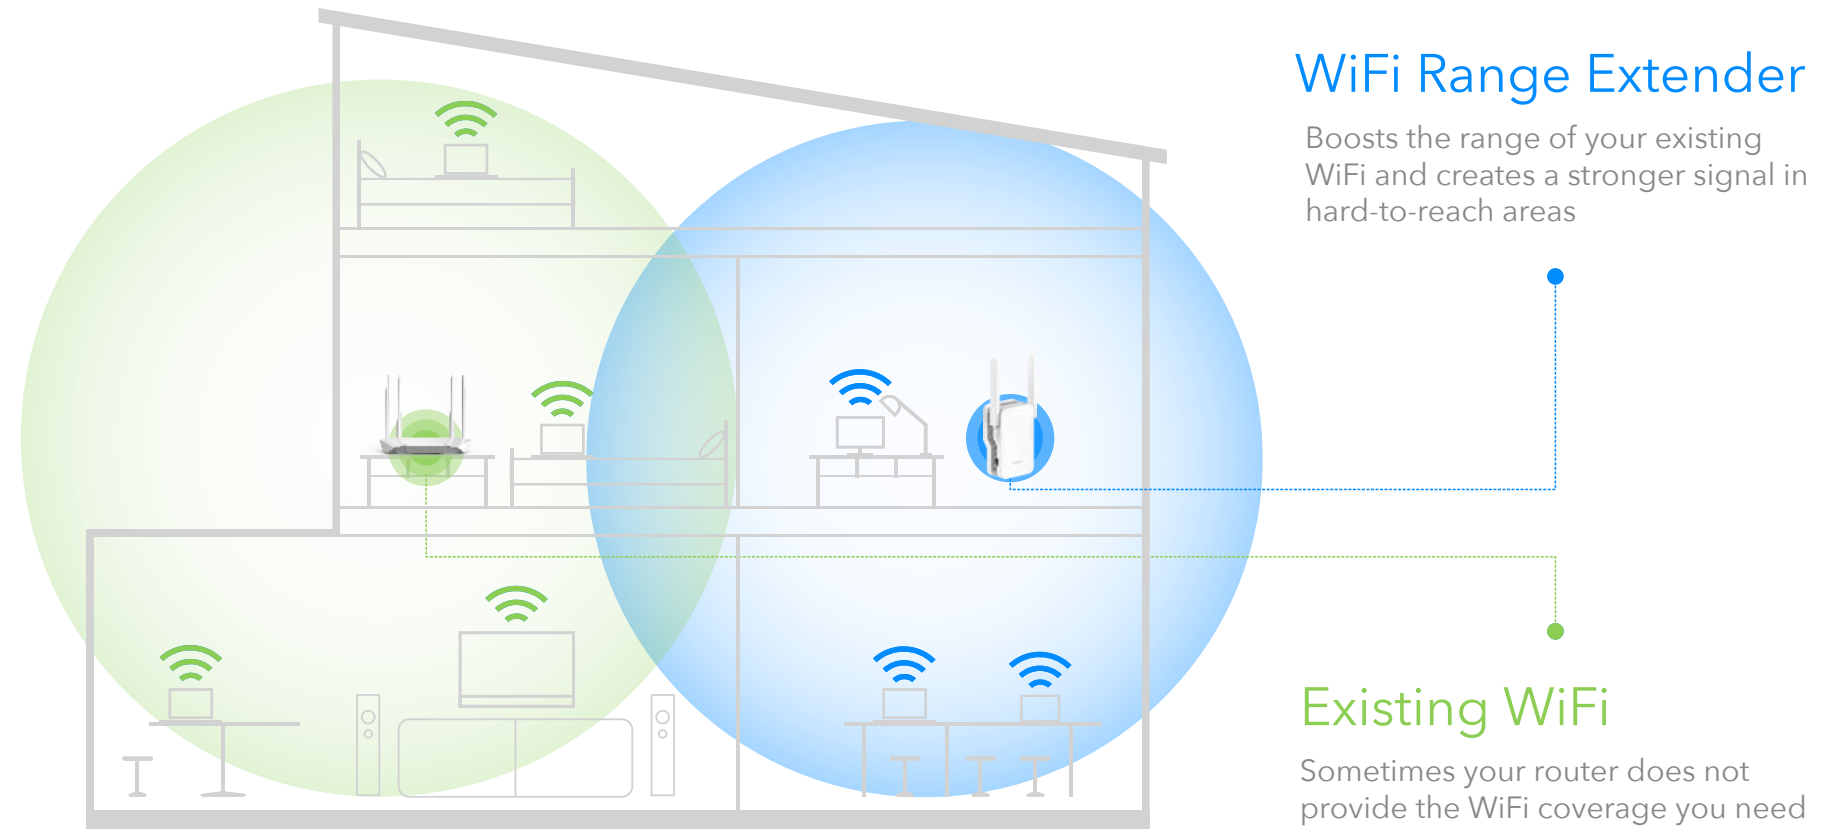 WiFi Range Extender
Boosts the range of your existing
WiFi and creates a stronger signal in
hard-to-reach areas
Existing WiFi
Sometimes your router does not
provide the WiFi coverage you need